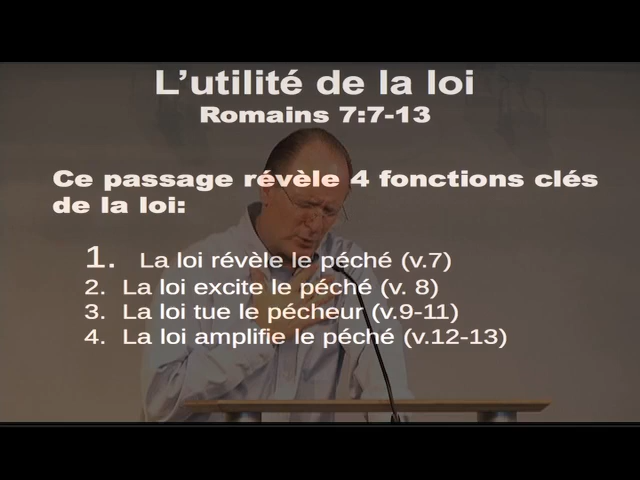 L'utilité de la loi
Romains 7:7-13
Ce passage révèle 4 fonctions clés
de la loi:
1. La loi révèle le péché (v.7)
2. La loi excite le péché (v. 8)
3. La loi tue le pécheur (v.9-11)
4. La loi amplifie le péché (v.12-13)